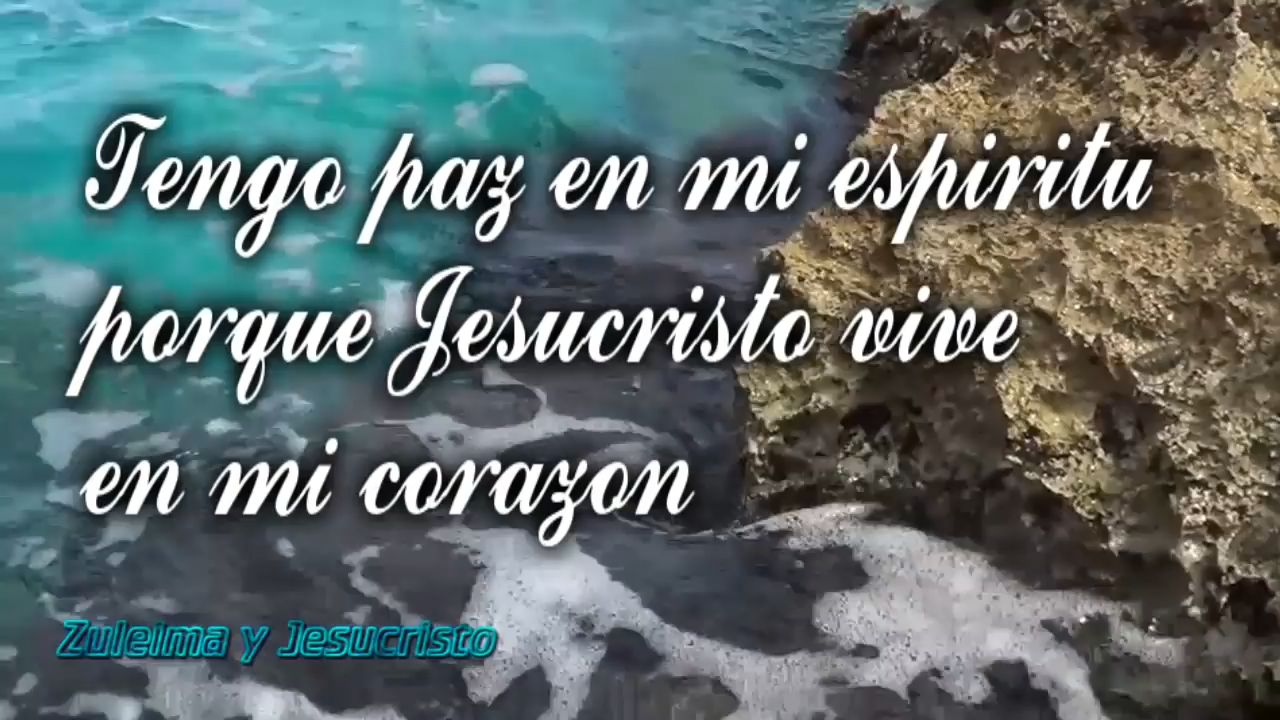 Tengo paz en mi espiritu
porque Jesucristo vive
en mi corazon
Zuleima y Jesucristo